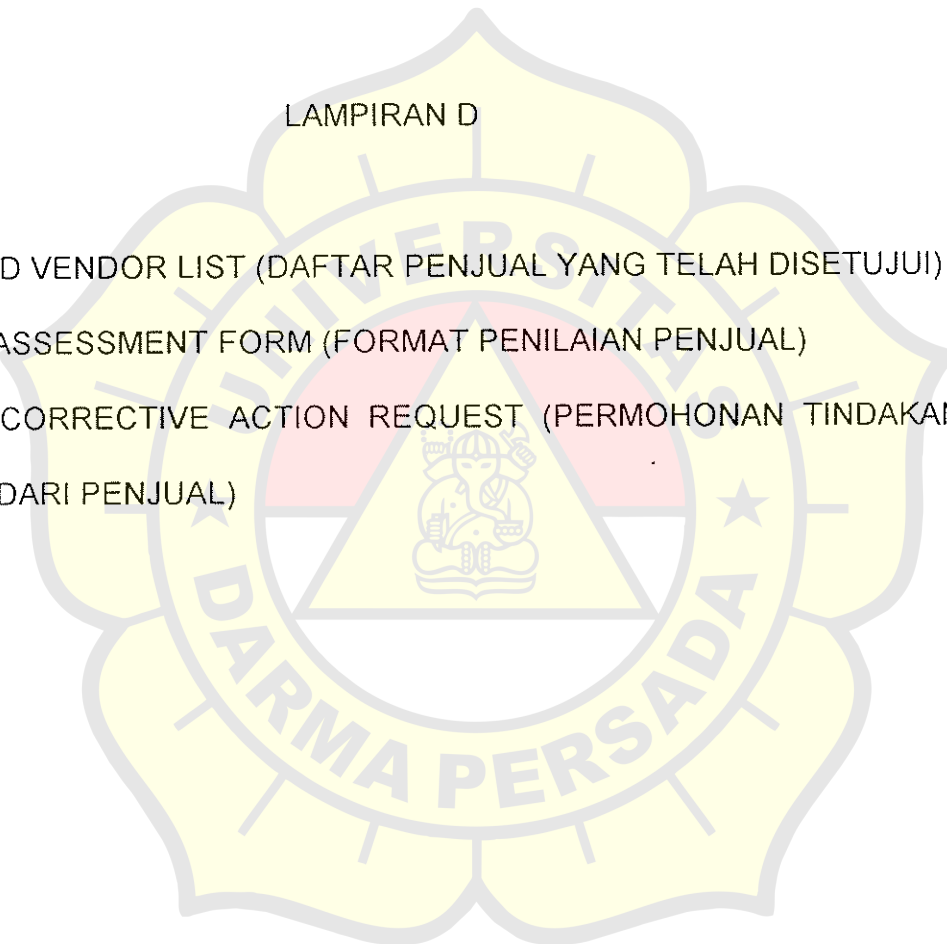 LAMPIRAN D
D VENDOR LIST (DAFTAR PENJUAL YANG TELAH DISETUJUI)
ASSESSMENT FORM (FORMAT PENILAIAN PENJUAL)
CORRECTIVE ACTION REQUEST (PERMOHONAN TINDAKAN
DARI PENJUAL)
UNIVERSITAS
DARMA PERSADA